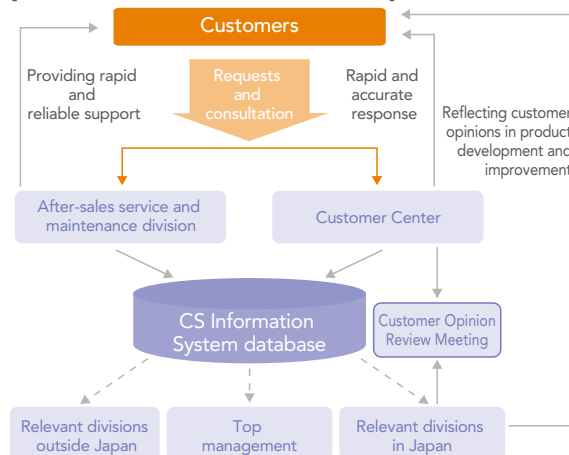 Customers
Providing rapid
and
reliable support
Requests
and
consultation
Rapid and
accurate
response
Reflecting customer
opinions in product
development and
improvement
After-sales service and
maintenance division
Customer Center
CS Information
System database
Customer Opinion
Review Meeting
Relevant divisions
outside Japan
Top
management
Relevant divisions
in Japan